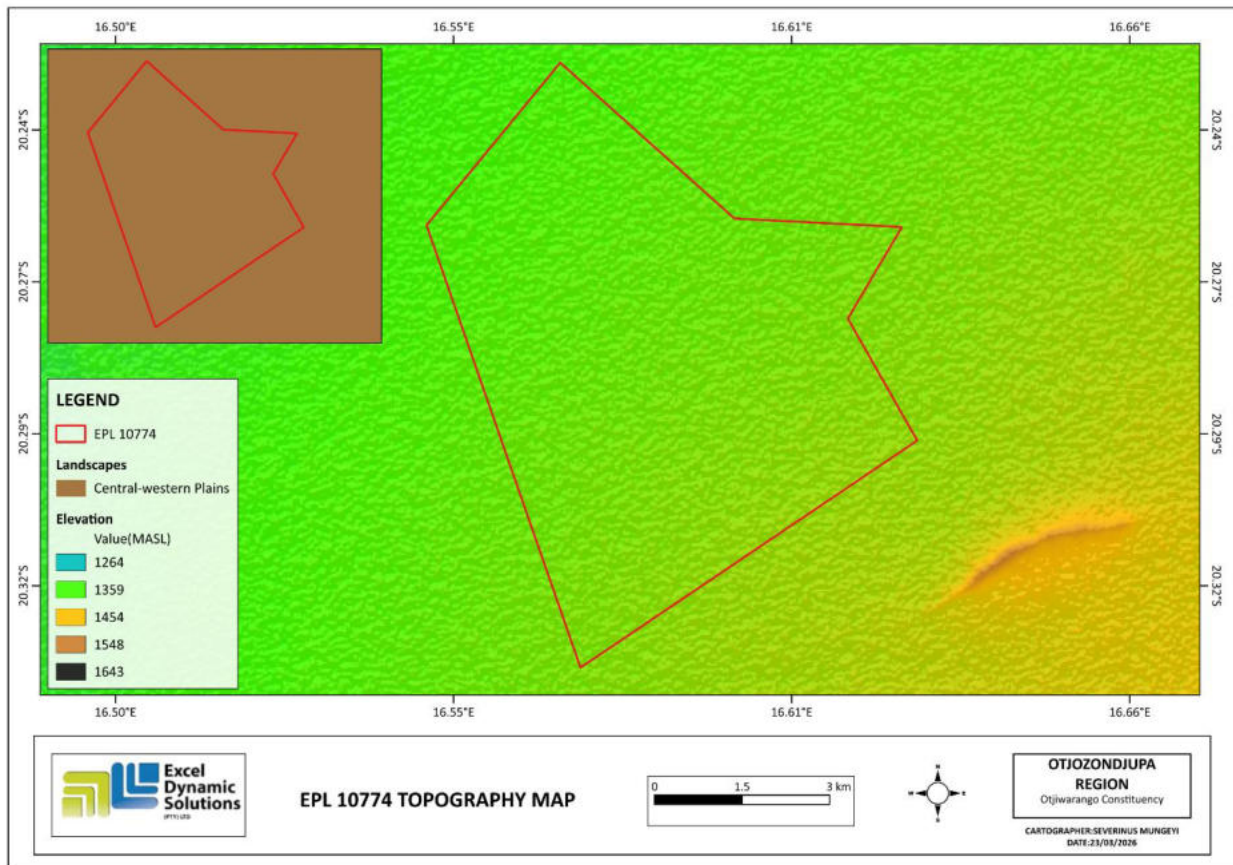 16.50°E 16.55°E 16.61°E 16.66°E
20.24°S 20.24°S
20.27°S 20.27°S
20.29°S 20.29°S
20.32°S 20.32°S
LEGEND
EPL 10774
Landscapes
Central-western Plains
Elevation
Value(MASL)
1264
1359
1454
1548
1643
16.50°E 16.55°E 16.61°E 16.66°E
Excel
Dynamic
Solutions
(PTY) LTD
EPL 10774 TOPOGRAPHY MAP
0 1.5 3 km
N
W E
S
OTJOZONDJUPA
REGION
Otjiwarango Constituency
CARTOGRAPHER:SEVERINUS MUNGEYI
DATE:23/03/2026